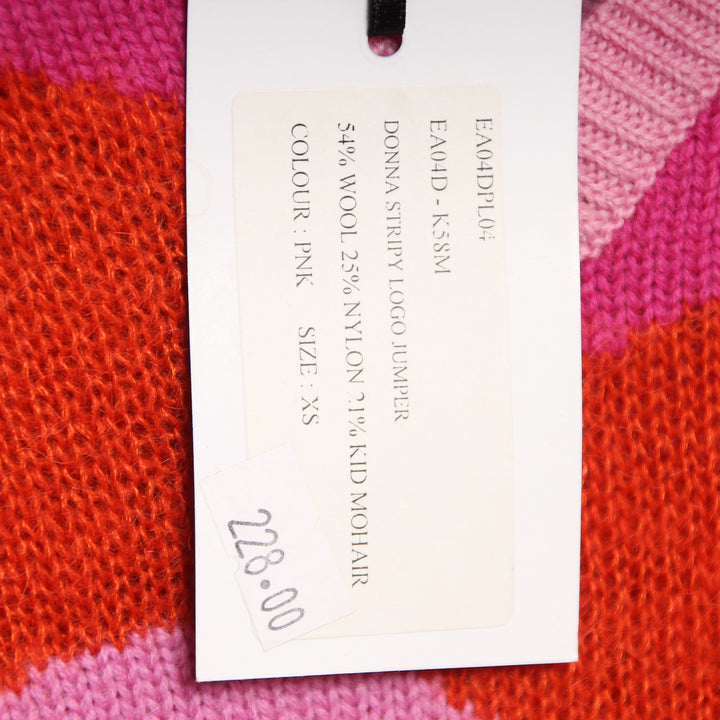 EA04DPL04
EA04D - K58M
DONNA STRIPY LOGO JUMPER
54% WOOL 25% NYLON 21% KID MOHAIR
COLOUR : PNK SIZE : XS
228.00